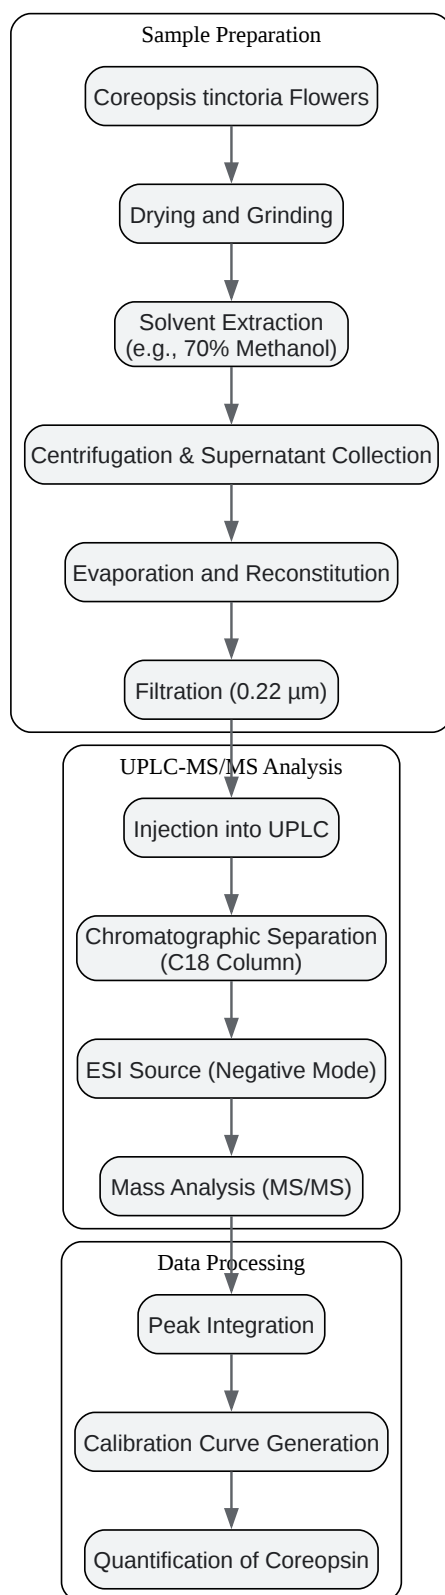 Sample Preparation
Coreopsis tinctoria Flowers
Drying and Grinding
Solvent Extraction
(e.g., 70% Methanol)
Centrifugation & Supernatant Collection
Evaporation and Reconstitution
Filtration (0.22 µm)
UPLC-MS/MS Analysis
Injection into UPLC
Chromatographic Separation
(C18 Column)
ESI Source (Negative Mode)
Mass Analysis (MS/MS)
Data Processing
Peak Integration
Calibration Curve Generation
Quantification of Coreopsin